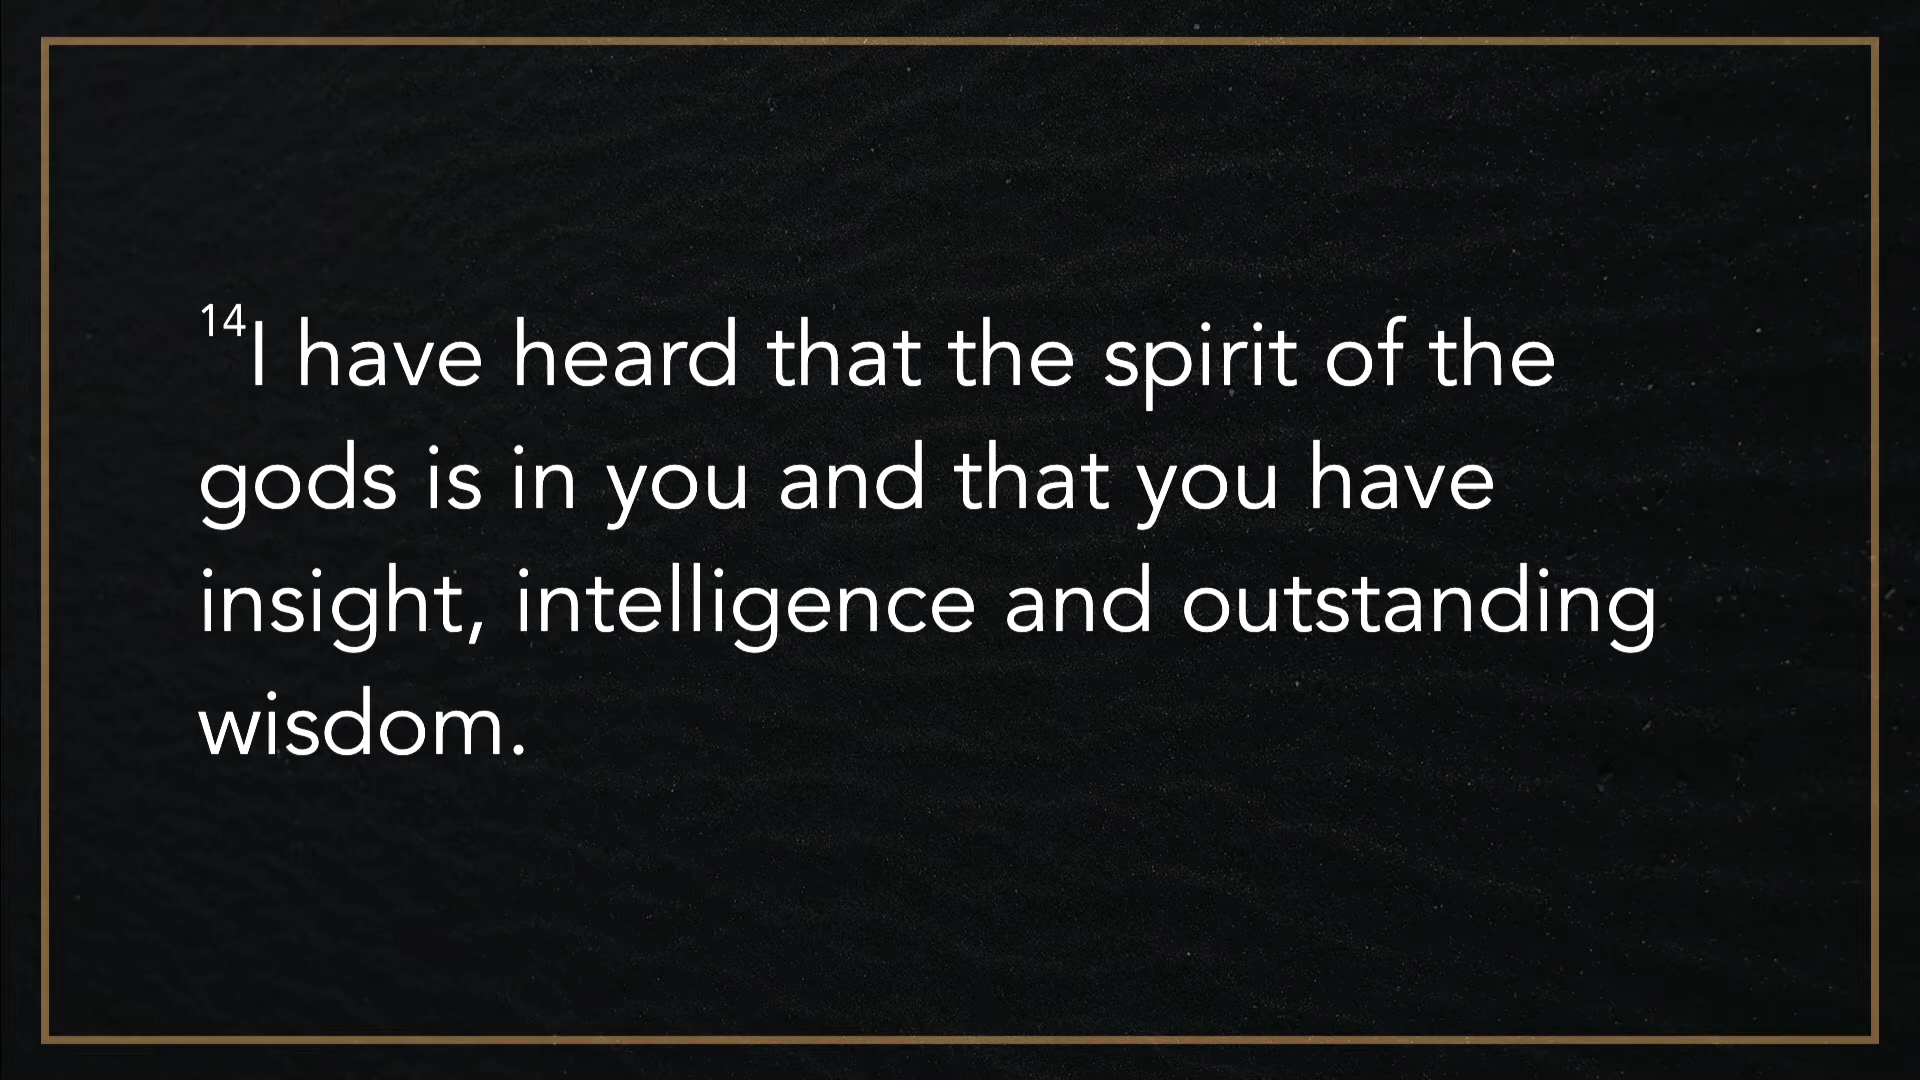 14I have heard that the spirit of the
gods is in you and that you have
insight, intelligence and outstanding
wisdom.